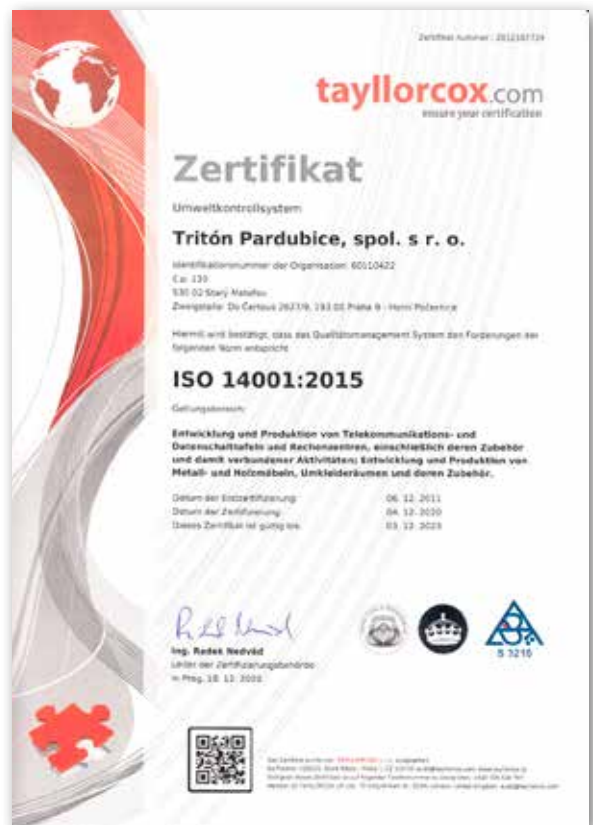 Zertifikat nummer : 2012107724
tayllorcox.com
ensure your certification
Zertifikat
Umweltkontrollsystem
Tritón Pardubice, spol. s r. o.
Identifikationsnummer der Organisation: 60110422
č.p. 133
530 02 Starý Mateřov
Zweigstelle: Do Čertous 2627/9, 193 00 Praha 9 - Horní Počernice
Hiermit wird bestätigt, dass das Qualitätsmanagement System den Forderungen der
folgenden Norm entspricht
ISO 14001:2015
Geltungsbereich:
Entwicklung und Produktion von Telekommunikations- und
Datenschalttafeln und Rechenzentren, einschließlich deren Zubehör
und damit verbundener Aktivitäten; Entwicklung und Produktion von
Metall- und Holzmöbeln, Umkleideräumen und deren Zubehör.
Datum der Erstzertifizierung: 06. 12. 2011
Datum der Zertifizierung: 04. 12. 2020
Dieses Zertifikat ist gültig bis: 03. 12. 2023
Ing. Radek Nedvěd
Leiter der Zertifizierungsbehörde
in Prag, 18. 12. 2020
S 3216